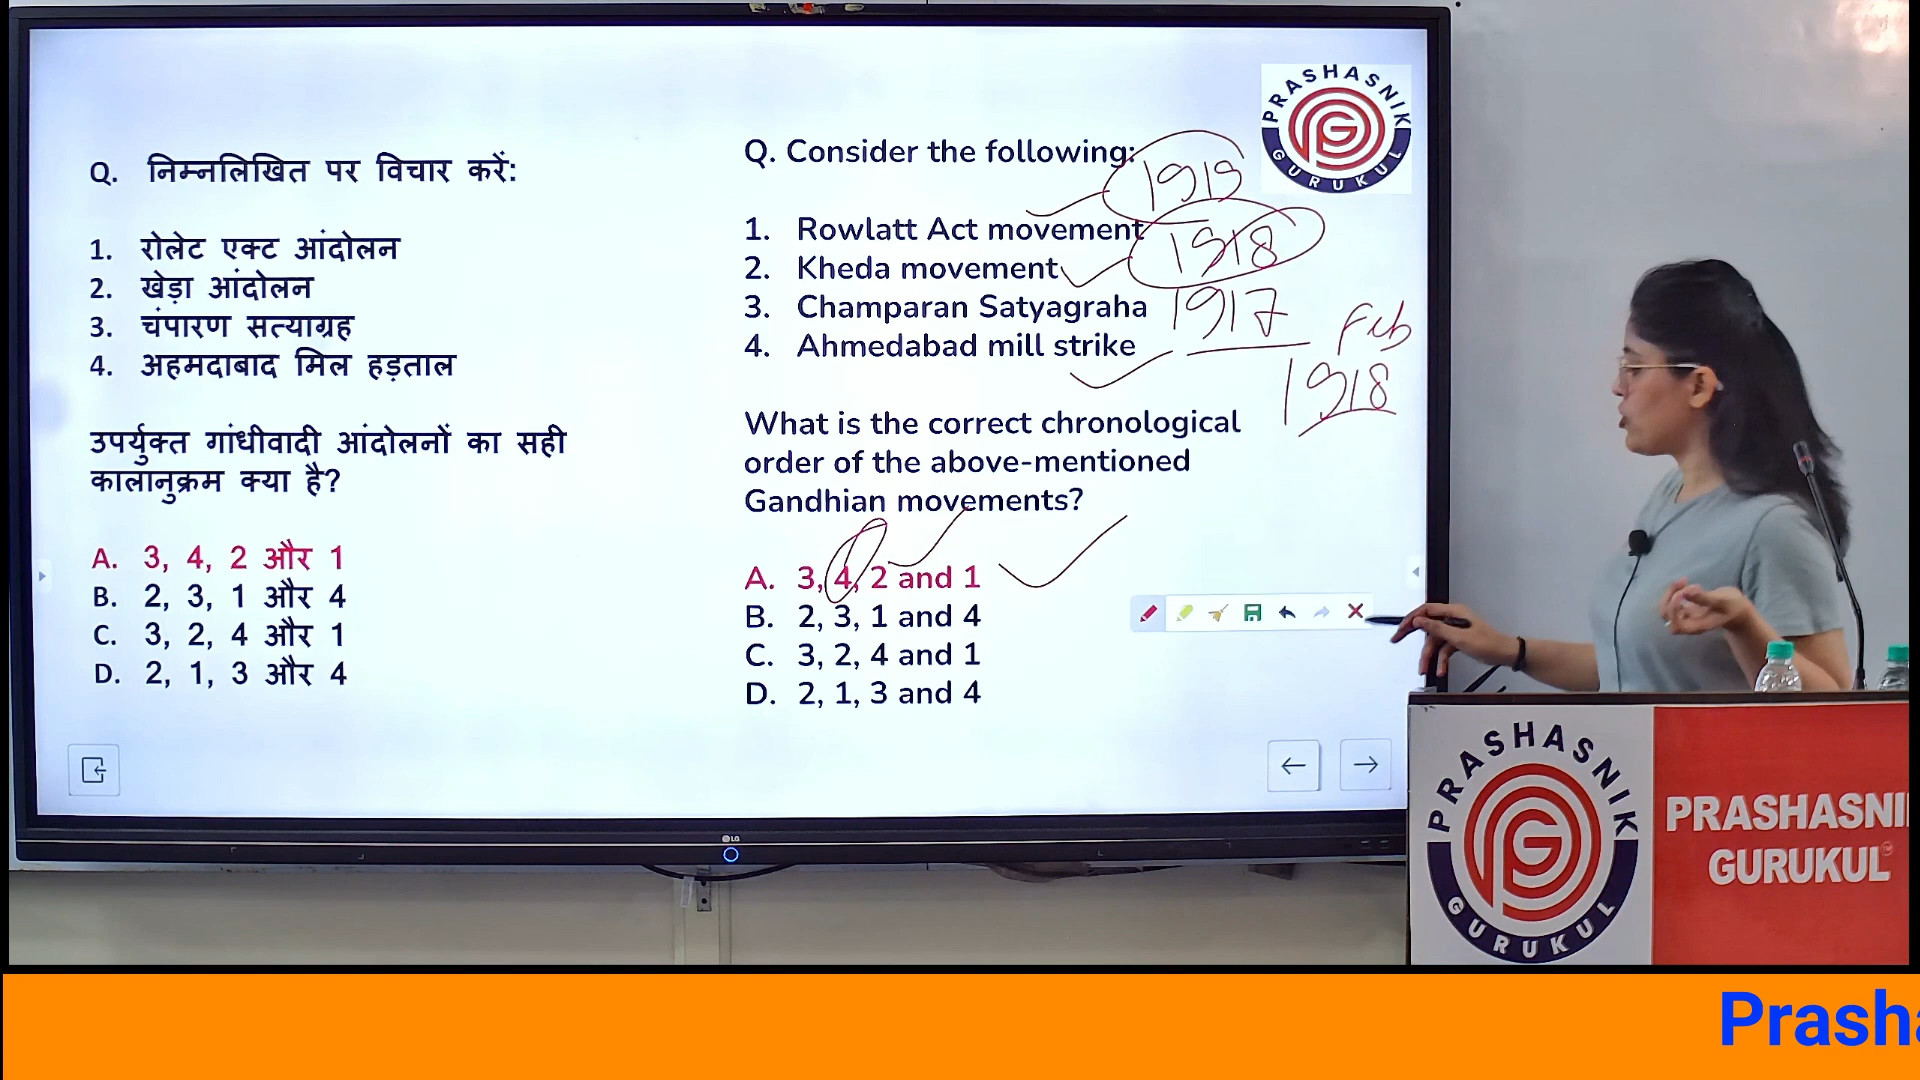 Q. निम्नलिखित पर विचार करें:
1. रोलेट एक्ट आंदोलन
2. खेड़ा आंदोलन
3. चंपारण सत्याग्रह
4. अहमदाबाद मिल हड़ताल
उपर्युक्त गांधीवादी आंदोलनों का सही
कालानुक्रम क्या है?
A. 3, 4, 2 और 1
B. 2, 3, 1 और 4
C. 3, 2, 4 और 1
D. 2, 1, 3 और 4
Q. Consider the following:
1919
1. Rowlatt Act movement
1918
2. Kheda movement
3. Champaran Satyagraha
1917
4. Ahmedabad mill strike
Feb
1918
What is the correct chronological
order of the above-mentioned
Gandhian movements?
A. 3, 4, 2 and 1
B. 2, 3, 1 and 4
C. 3, 2, 4 and 1
D. 2, 1, 3 and 4
PRASHASNIK
GURUKUL
LG
PRASHASNIK
GURUKUL
PRASHASNI
GURUKUL
Prash